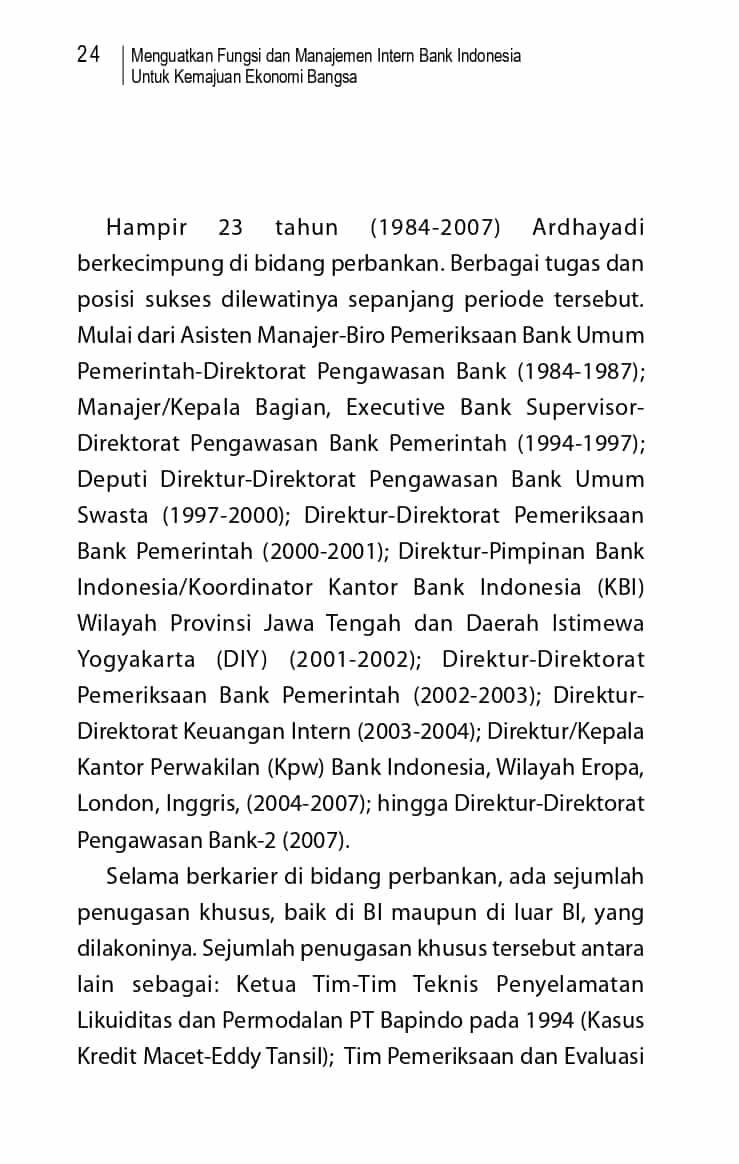 24
Menguatkan Fungsi dan Manajemen Intern Bank Indonesia
Untuk Kemajuan Ekonomi Bangsa
Hampir 23 tahun (1984-2007) Ardhayadi
berkecimpung di bidang perbankan. Berbagai tugas dan
posisi sukses dilewatinya sepanjang periode tersebut.
Mulai dari Asisten Manajer-Biro Pemeriksaan Bank Umum
Pemerintah-Direktorat Pengawasan Bank (1984-1987);
Manajer/Kepala Bagian, Executive Bank Supervisor-
Direktorat Pengawasan Bank Pemerintah (1994-1997);
Deputi Direktur-Direktorat Pengawasan Bank Umum
Swasta (1997-2000); Direktur-Direktorat Pemeriksaan
Bank Pemerintah (2000-2001); Direktur-Pimpinan Bank
Indonesia/Koordinator Kantor Bank Indonesia (KBI)
Wilayah Provinsi Jawa Tengah dan Daerah Istimewa
Yogyakarta (DIY) (2001-2002); Direktur-Direktorat
Pemeriksaan Bank Pemerintah (2002-2003); Direktur-
Direktorat Keuangan Intern (2003-2004); Direktur/Kepala
Kantor Perwakilan (Kpw) Bank Indonesia, Wilayah Eropa,
London, Inggris, (2004-2007); hingga Direktur-Direktorat
Pengawasan Bank-2 (2007).
Selama berkarier di bidang perbankan, ada sejumlah
penugasan khusus, baik di BI maupun di luar BI, yang
dilakoninya. Sejumlah penugasan khusus tersebut antara
lain sebagai: Ketua Tim-Tim Teknis Penyelamatan
Likuiditas dan Permodalan PT Bapindo pada 1994 (Kasus
Kredit Macet-Eddy Tansil); Tim Pemeriksaan dan Evaluasi